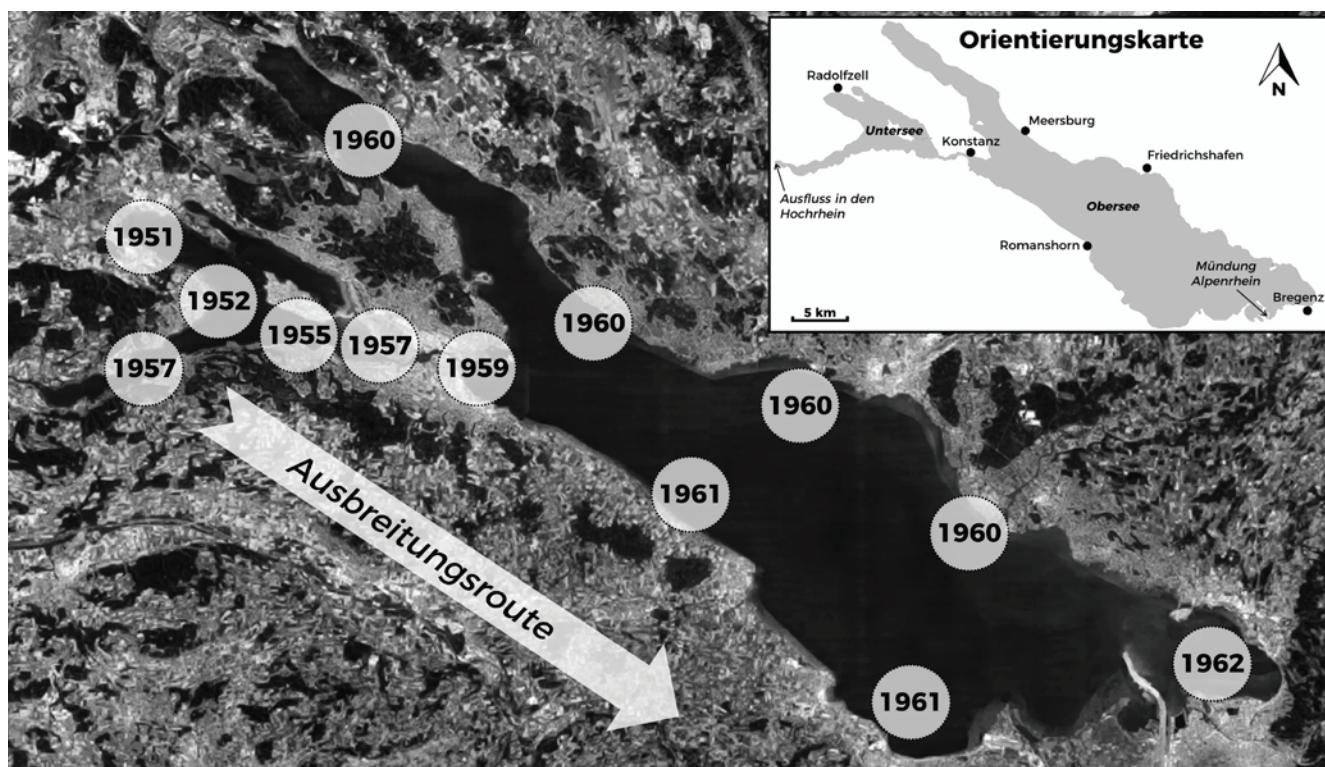 Orientierungskarte
N
Radolfzell
Untersee
Konstanz
Meersburg
Friedrichshafen
Ausfluss in den
Hochrhein
Obersee
Romanshorn
Mündung
Alpenrhein
Bregenz
5 km
1960
1951
1952
1955
1957
1957
1959
1960
1960
1961
1960
1961
1962
Ausbreitungsroute